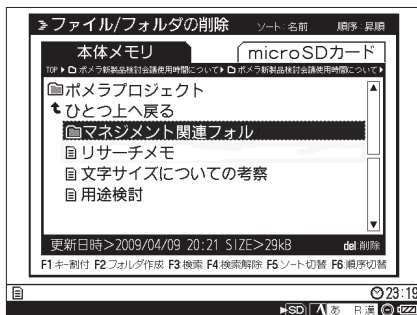 ファイル/フォルダの削除 ソート:名前 順序:昇順
本体メモリ microSDカード
TOP ポメラ新製品検討会議使用時間について ポメラ新製品検討会議使用時間について
ポメラプロジェクト
ひとつ上へ戻る
マネジメント関連フォル
リサーチメモ
文字サイズについての考察
用途検討
更新日時>2009/04/09 20:21 SIZE>29kB del:削除
F1:キー割付 F2:フォルダ作成 F3:検索 F4:検索解除 F5:ソート切替 F6:順序切替
23:19
SD あ R漢